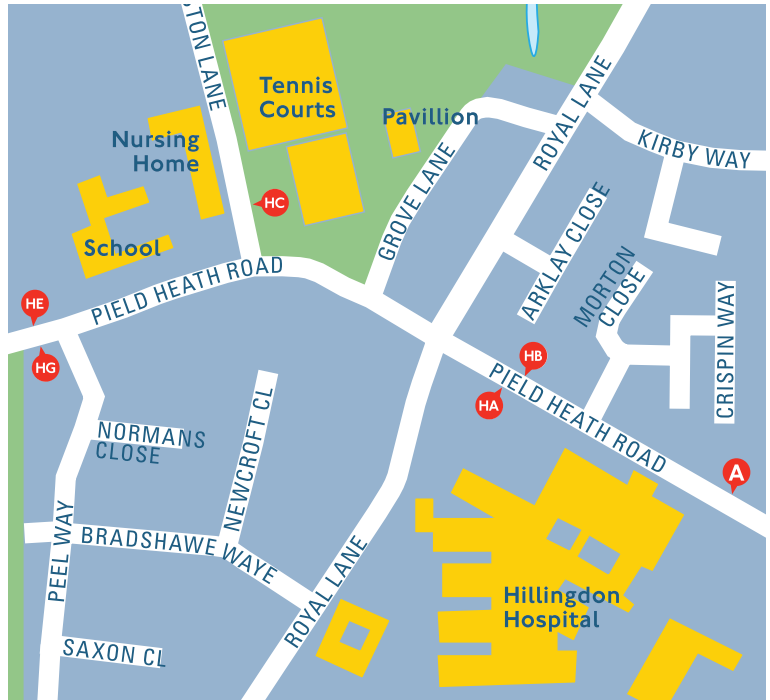 TON LANE
Tennis
Courts
Pavillion
ROYAL LANE
KIRBY WAY
Nursing
Home
GROVE LANE
HC
School
ARKLAY CLOSE
MORTON
CLOSE
PIELD HEATH ROAD
HE
HG
CRISPIN WAY
HB
HA
PIELD HEATH ROAD
A
NORMANS
CLOSE
NEWCROFT CL
PEEL WAY
BRADSHAWE WAYE
ROYAL LANE
Hillingdon
Hospital
SAXON CL